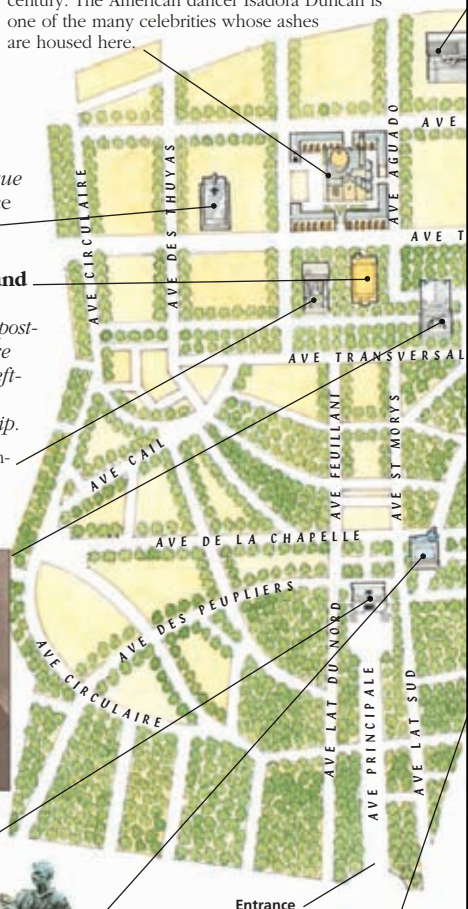 century. The American dancer Isadora Duncan is
one of the many celebrities whose ashes
are housed here.
AVE
AVE AGUADO
AVE DES THUYAS
AVE CIRCULAIRE
AVE T
post-
AVE TRANSVERSAL
AVE FEUILLANT
AVE ST MORYS
AVE CAIL
AVE DE LA CHAPELLE
AVE DES PEUPLIERS
AVE CIRCULAIRE
AVE LAT DU NORD
AVE PRINCIPALE
AVE LAT SUD
Entrance